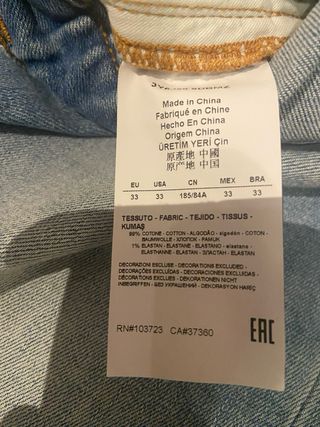 Made in China
Fabriqué en Chine
Hecho En China
Origem China
ÜRETİM YERİ Çin
原產地 中國
原产地 中国
EU USA CN MEX BRA
33 33 185/84A 33 33
TESSUTO - FABRIC - TEJIDO - TISSUS -
KUMAŞ
99% COTONE - COTTON - ALGODÃO - algodón - COTTON -
BAUMWOLLE - ХЛОПОК - PAMUK
1% ELASTAN - ELASTANE - ELASTANO - elastano -
ELASTHANNE - ELASTAN - ЭЛАСТАН - ELASTAN
DECORAZIONI ESCLUSE - DECORATIONS EXCLUDED -
DECORAÇÕES EXCLUÍDAS - DECORACIONES EXCLUIDAS -
DÉCORATIONS EXCLUES - DEKORATIONEN NICHT
INBEGRIFFEN - БЕЗ УКРАШЕНИЙ - DEKORASYON HARİÇ
RN#103723 CA#37360 EAC